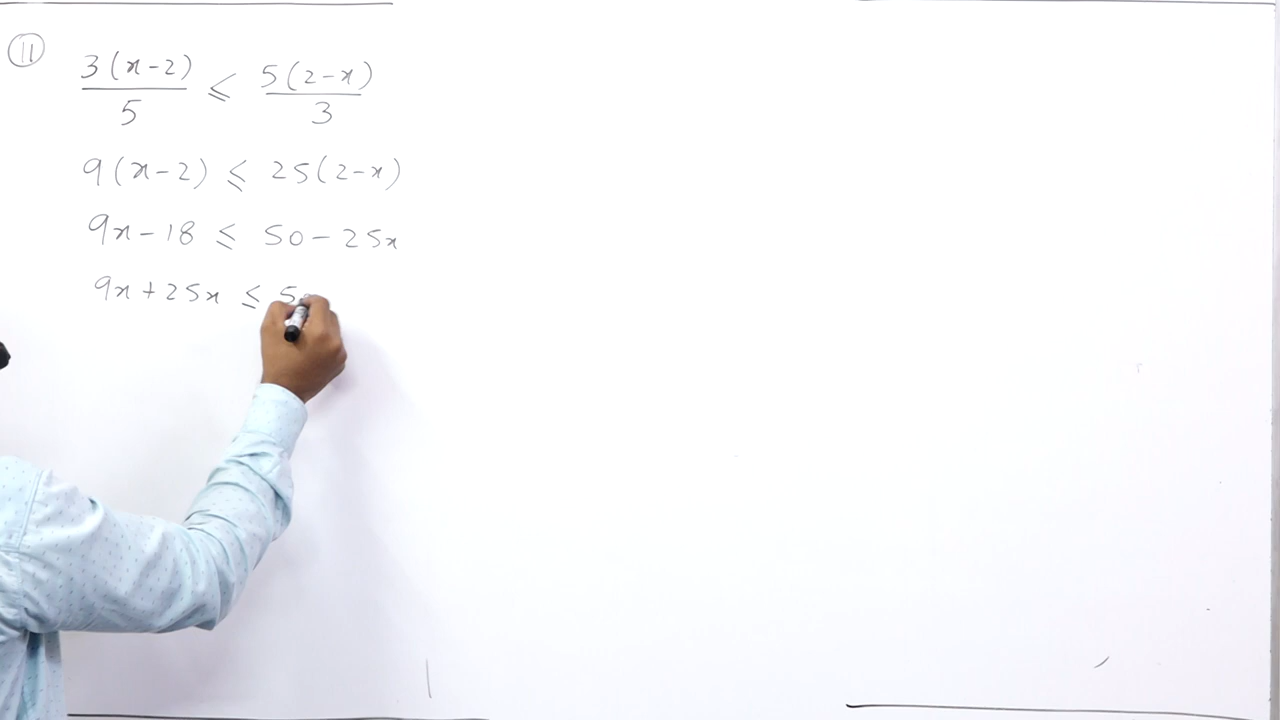 11
3(x-2)/5 ≤ 5(2-x)/3
9(x-2) ≤ 25(2-x)
9x-18 ≤ 50-25x
9x+25x ≤ 5